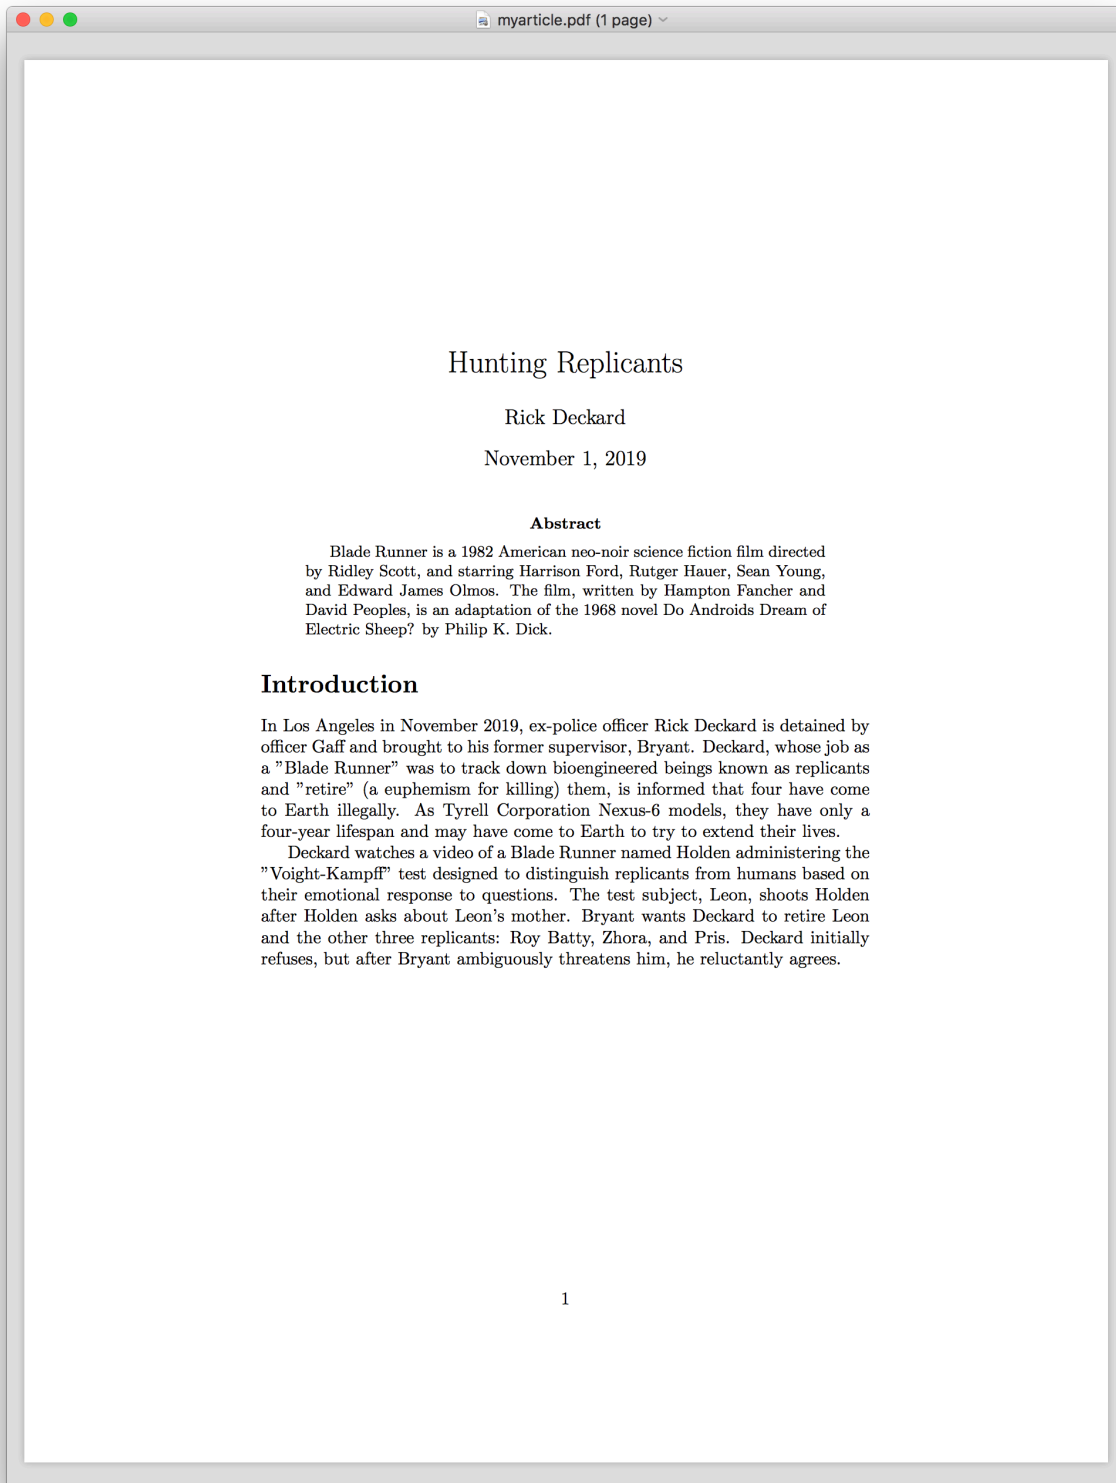 myarticle.pdf (1 page)
Hunting Replicants
Rick Deckard
November 1, 2019
Abstract
Blade Runner is a 1982 American neo-noir science fiction film directed
by Ridley Scott, and starring Harrison Ford, Rutger Hauer, Sean Young,
and Edward James Olmos. The film, written by Hampton Fancher and
David Peoples, is an adaptation of the 1968 novel Do Androids Dream of
Electric Sheep? by Philip K. Dick.
Introduction
In Los Angeles in November 2019, ex-police officer Rick Deckard is detained by
officer Gaff and brought to his former supervisor, Bryant. Deckard, whose job as
a ”Blade Runner” was to track down bioengineered beings known as replicants
and ”retire” (a euphemism for killing) them, is informed that four have come
to Earth illegally. As Tyrell Corporation Nexus-6 models, they have only a
four-year lifespan and may have come to Earth to try to extend their lives.
Deckard watches a video of a Blade Runner named Holden administering the
”Voight-Kampff” test designed to distinguish replicants from humans based on
their emotional response to questions. The test subject, Leon, shoots Holden
after Holden asks about Leon’s mother. Bryant wants Deckard to retire Leon
and the other three replicants: Roy Batty, Zhora, and Pris. Deckard initially
refuses, but after Bryant ambiguously threatens him, he reluctantly agrees.
1